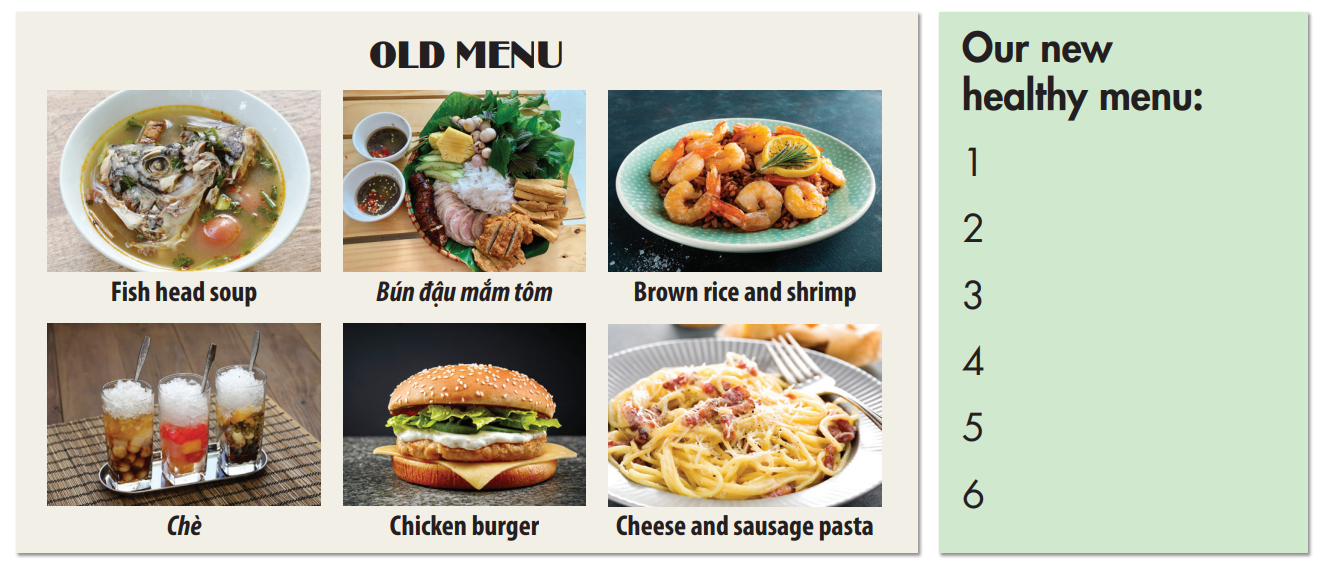 OLD MENU
Fish head soup
Bún đậu mắm tôm
Brown rice and shrimp
Chè
Chicken burger
Cheese and sausage pasta
Our new
healthy menu:
1
2
3
4
5
6